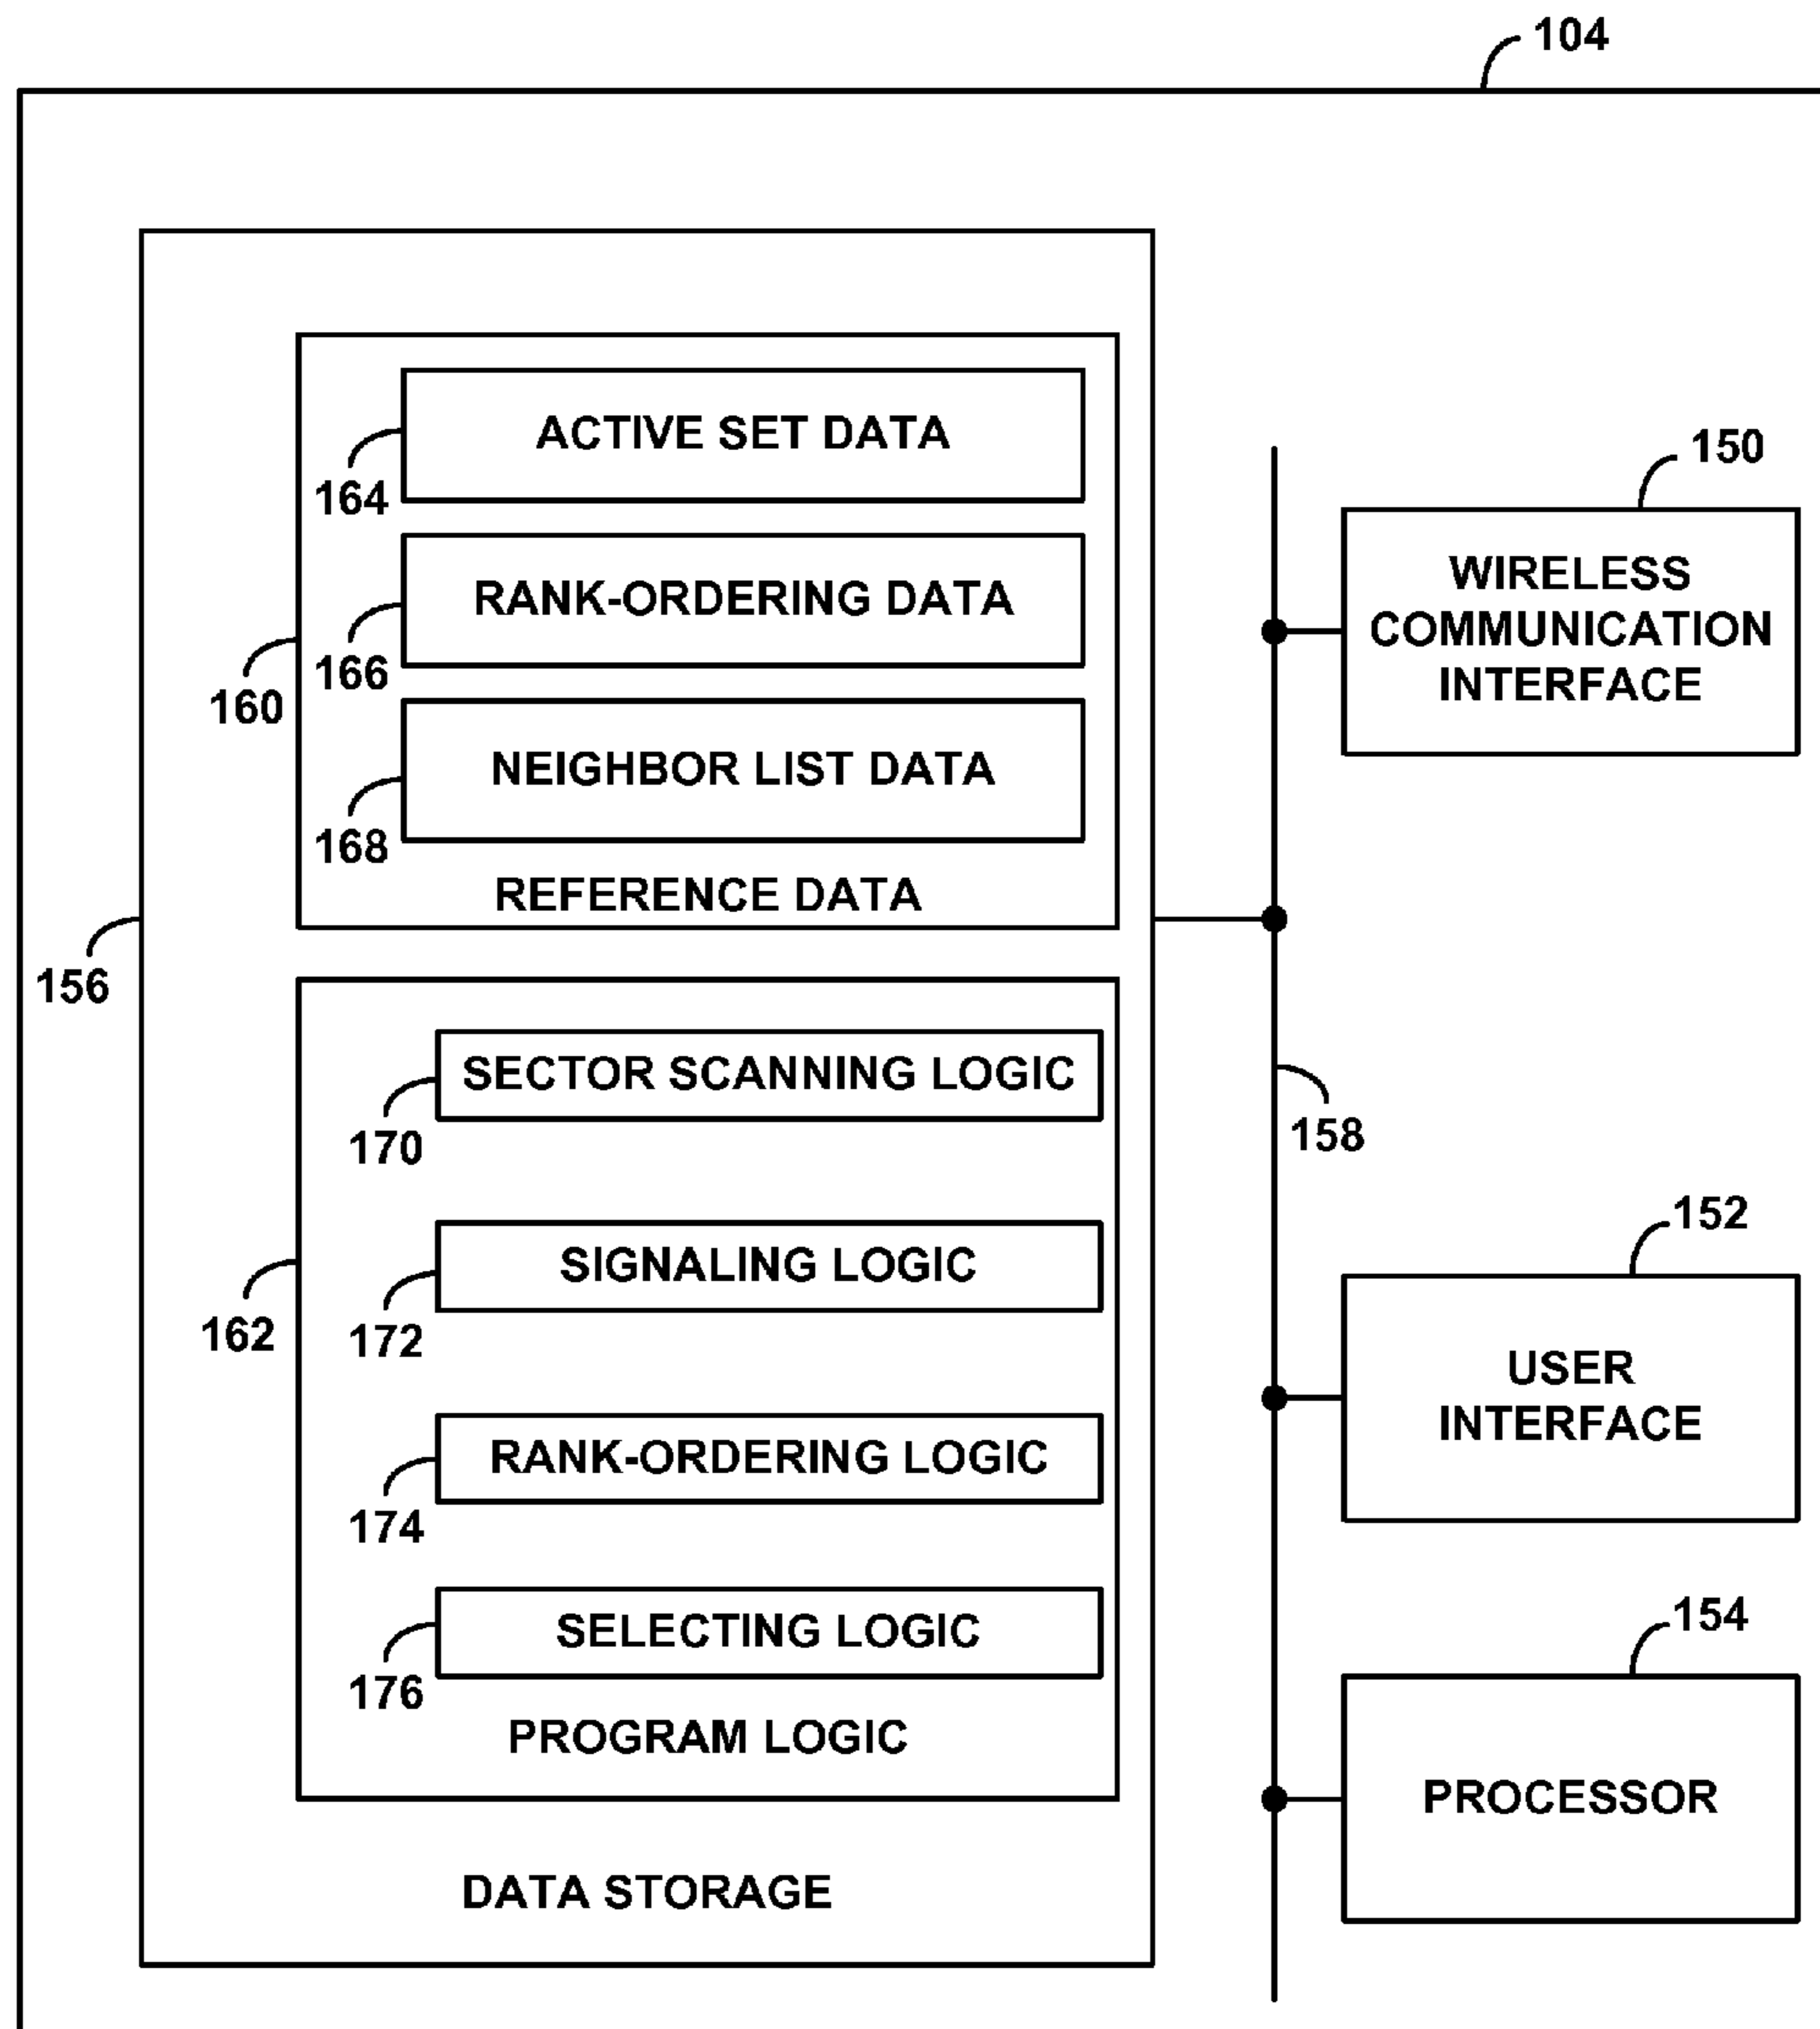 104
ACTIVE SET DATA
164
RANK-ORDERING DATA
166
160
NEIGHBOR LIST DATA
168
REFERENCE DATA
156
SECTOR SCANNING LOGIC
170
SIGNALING LOGIC
172
162
RANK-ORDERING LOGIC
174
SELECTING LOGIC
176
PROGRAM LOGIC
DATA STORAGE
150
WIRELESS
COMMUNICATION
INTERFACE
158
152
USER
INTERFACE
154
PROCESSOR